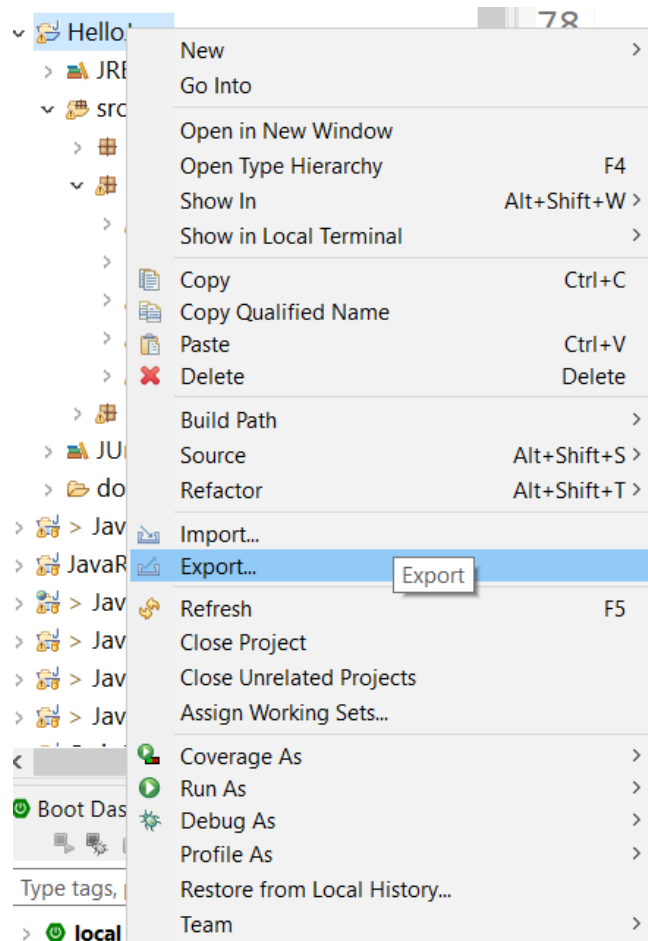 78
Hello
New
JRE
Go Into
src
Open in New Window
Open Type Hierarchy F4
Show In Alt+Shift+W >
Show in Local Terminal >
Copy Ctrl+C
Copy Qualified Name
Paste Ctrl+V
Delete Delete
Build Path >
JU
Source Alt+Shift+S >
do
Refactor Alt+Shift+T >
> Jav
Import...
JavaR
Export...
Export
> Jav
Refresh F5
> Jav
Close Project
> Jav
Close Unrelated Projects
> Jav
Assign Working Sets...
Coverage As >
Run As >
Boot Das
Debug As >
Profile As >
Type tags,
Restore from Local History...
local
Team >